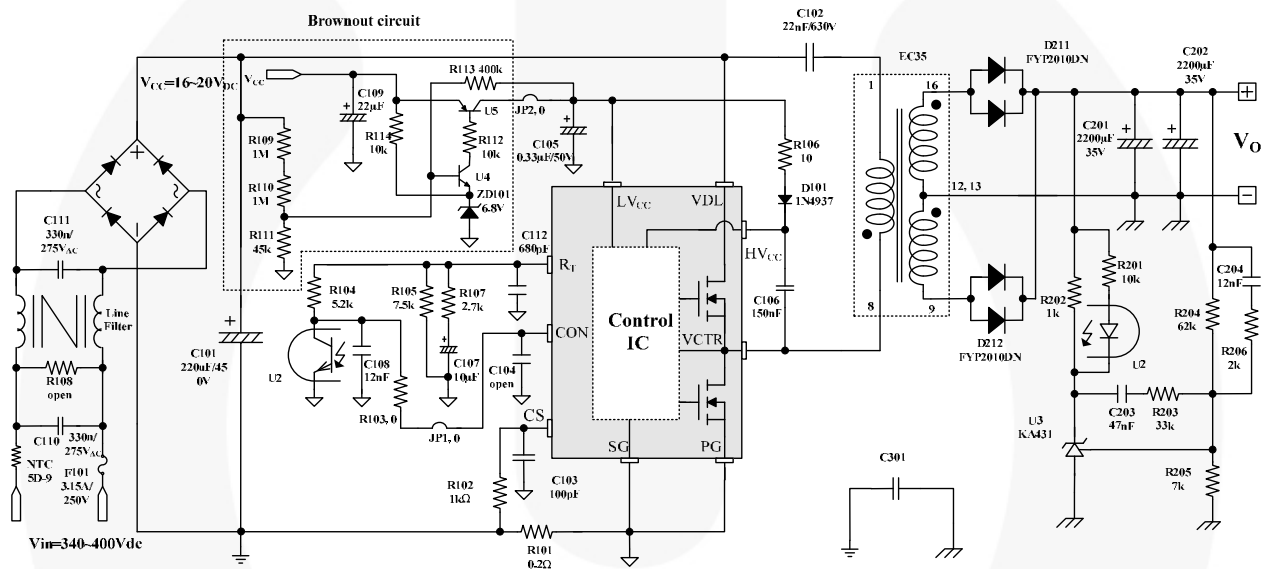 Brownout circuit
C102
22nF/630V
D211
FYP2010DN
C202
2200μF
35V
EC35
VCC=16~20VDC
VCC
R113 400k
C109
22μF
U5
JP2, 0
R114
10k
R112
10k
C105
0.33μF/50V
R109
1M
R110
1M
R111
45k
U4
ZD101
6.8V
R106
10
D101
1N4937
1
16
12, 13
8
9
C201
2200μF
35V
+
VO
-
+
-
C111
330n/
275VAC
Line
Filter
C101
220uF/45
0V
R108
open
C110
330n/
275VAC
NTC
5D-9
F101
3.15A/
250V
Vin=340~400Vdc
C112
680pF
R104
5.2k
R105
7.5k
R107
2.7k
U2
C108
12nF
C107
10μF
C104
open
R103, 0
JP1, 0
LVCC
VDL
RT
HVCC
CON
Control
IC
VCTR
CS
SG
PG
C106
150nF
C103
100pF
R102
1kΩ
R101
0.2Ω
D212
FYP2010DN
R201
10k
R202
1k
U2
R204
62k
C204
12nF
R206
2k
C203
47nF
R203
33k
U3
KA431
R205
7k
C301